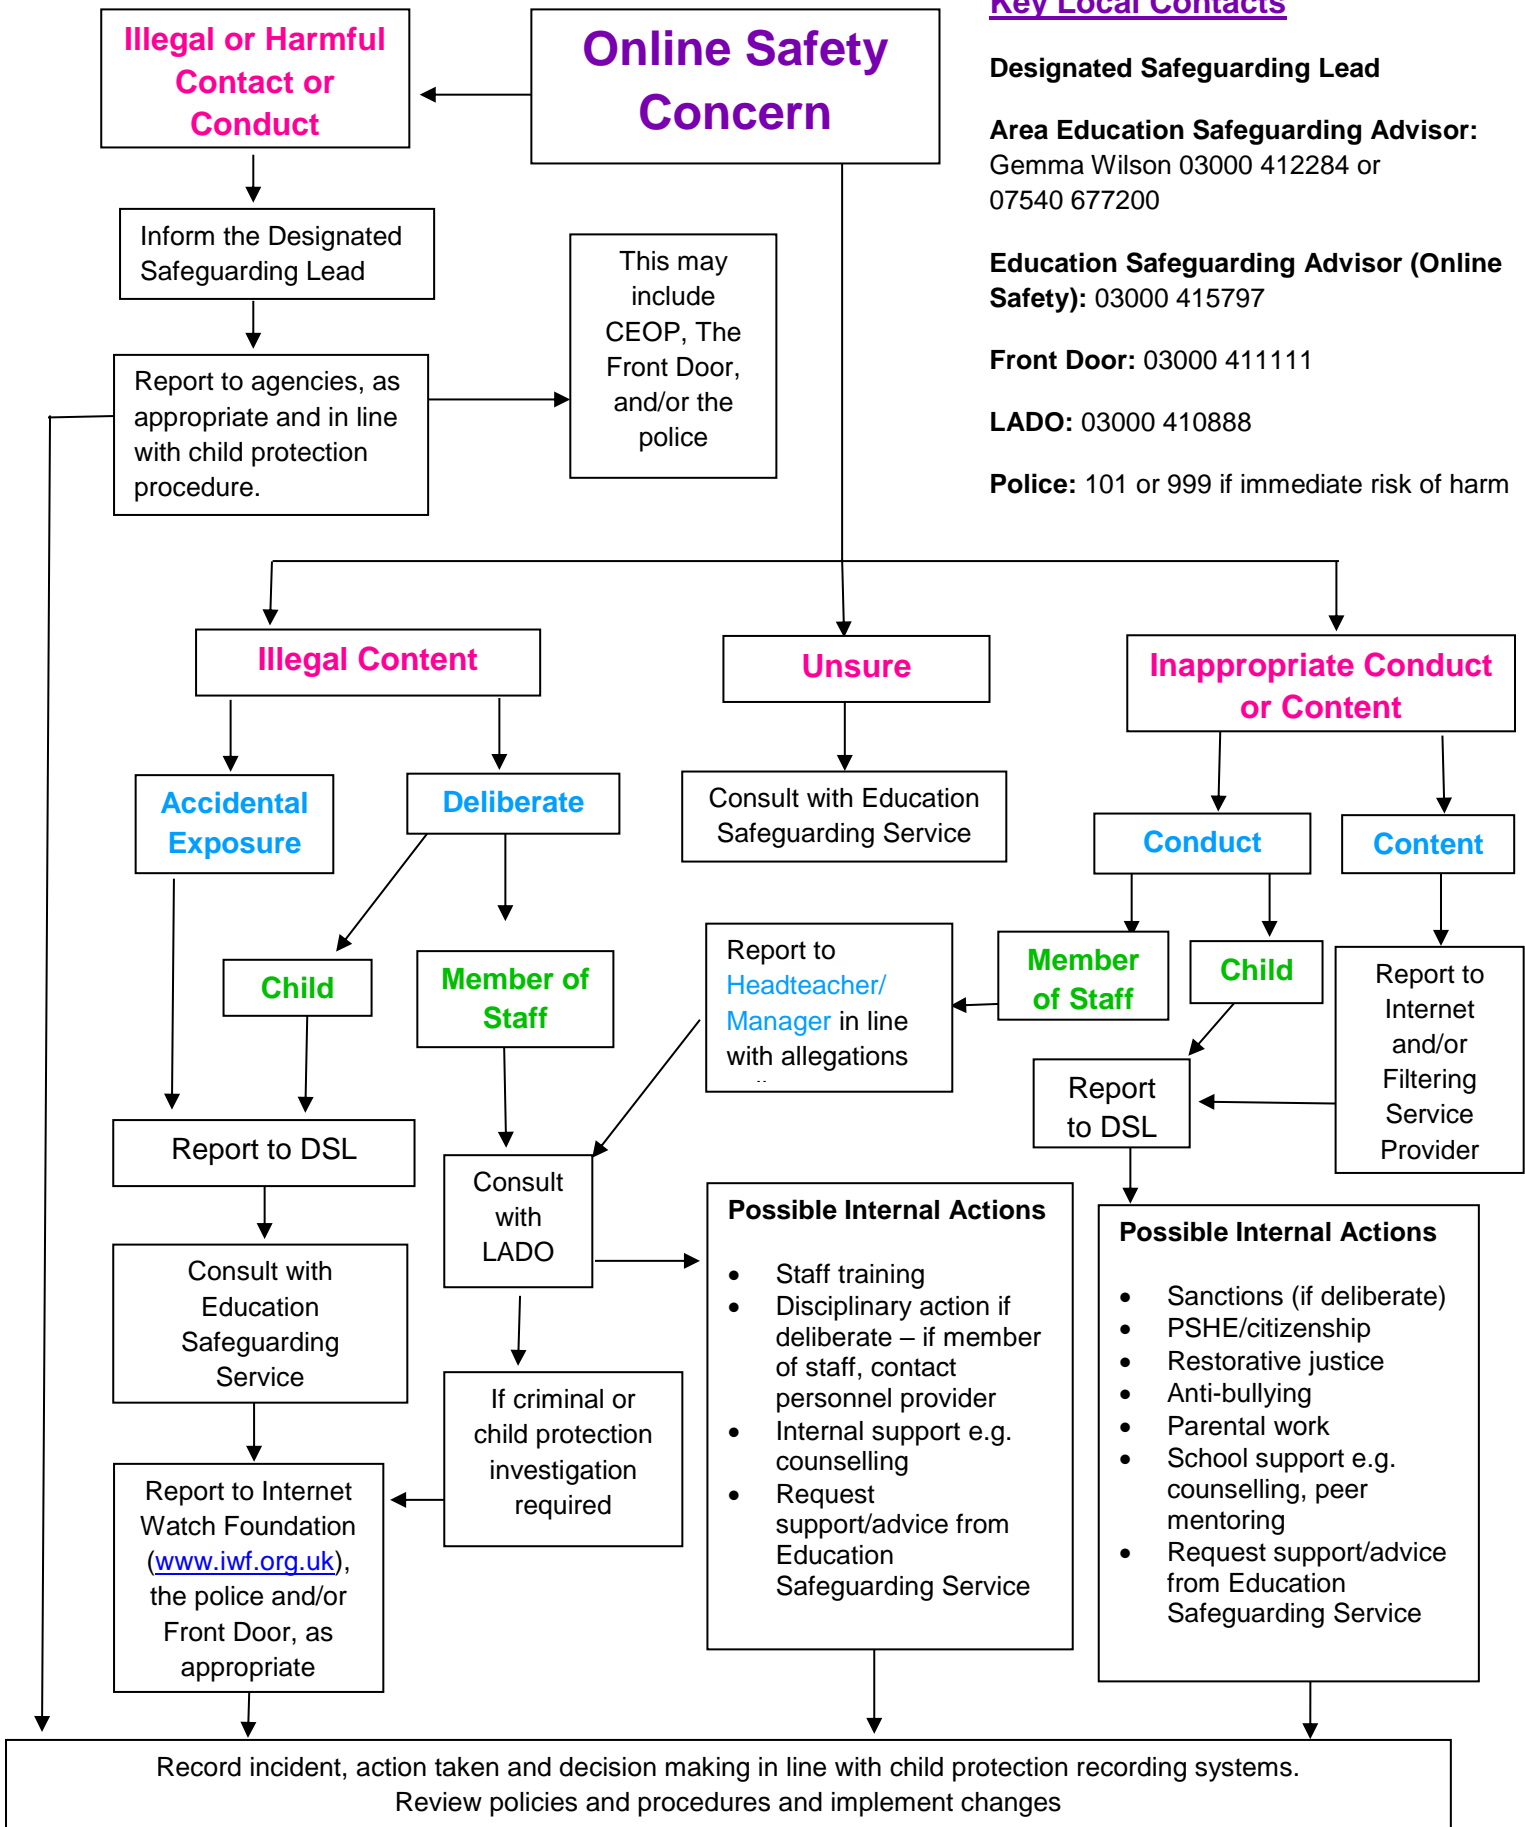 Key Local Contacts
Illegal or Harmful
Contact or
Conduct
Online Safety
Concern
Designated Safeguarding Lead
Area Education Safeguarding Advisor:
Gemma Wilson 03000 412284 or
07540 677200
Education Safeguarding Advisor (Online
Safety): 03000 415797
Front Door: 03000 411111
LADO: 03000 410888
Police: 101 or 999 if immediate risk of harm
Inform the Designated
Safeguarding Lead
This may
include
CEOP, The
Front Door,
and/or the
police
Report to agencies, as
appropriate and in line
with child protection
procedure.
Illegal Content
Unsure
Inappropriate Conduct
or Content
Accidental
Exposure
Deliberate
Consult with Education
Safeguarding Service
Conduct
Content
Child
Member of
Staff
Report to
Headteacher/
Manager in line
with allegations
Member
of Staff
Child
Report to
Internet
and/or
Filtering
Service
Provider
Report to DSL
Consult
with
LADO
Report
to DSL
Consult with
Education
Safeguarding
Service
If criminal or
child protection
investigation
required
Report to Internet
Watch Foundation
(www.iwf.org.uk),
the police and/or
Front Door, as
appropriate
Possible Internal Actions
• Staff training
• Disciplinary action if
deliberate – if member
of staff, contact
personnel provider
• Internal support e.g.
counselling
• Request
support/advice from
Education
Safeguarding Service
Possible Internal Actions
• Sanctions (if deliberate)
• PSHE/citizenship
• Restorative justice
• Anti-bullying
• Parental work
• School support e.g.
counselling, peer
mentoring
• Request support/advice
from Education
Safeguarding Service
Record incident, action taken and decision making in line with child protection recording systems.
Review policies and procedures and implement changes